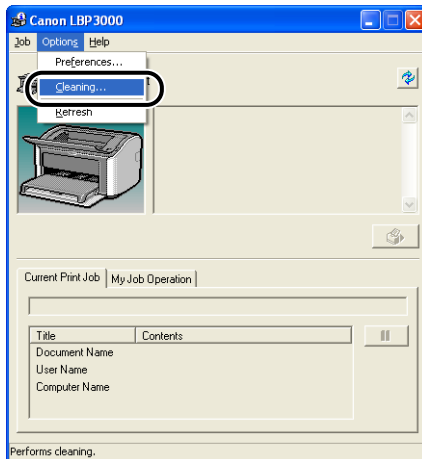 Canon LBP3000
Job Options Help
Preferences...
Cleaning...
Refresh
Current Print Job My Job Operation
Title Contents
Document Name
User Name
Computer Name
Performs cleaning.